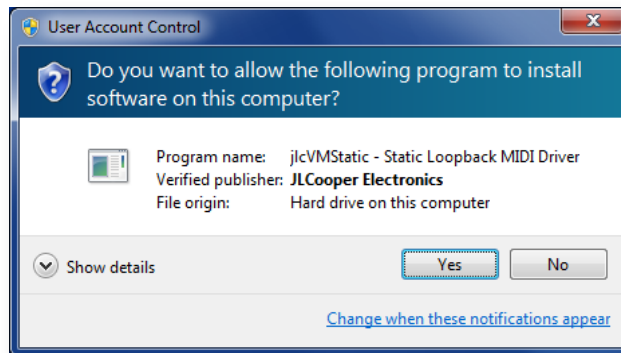 User Account Control
Do you want to allow the following program to install
software on this computer?
Program name: jlcVMStatic - Static Loopback MIDI Driver
Verified publisher: JLCooper Electronics
File origin: Hard drive on this computer
Show details
Yes
No
Change when these notifications appear